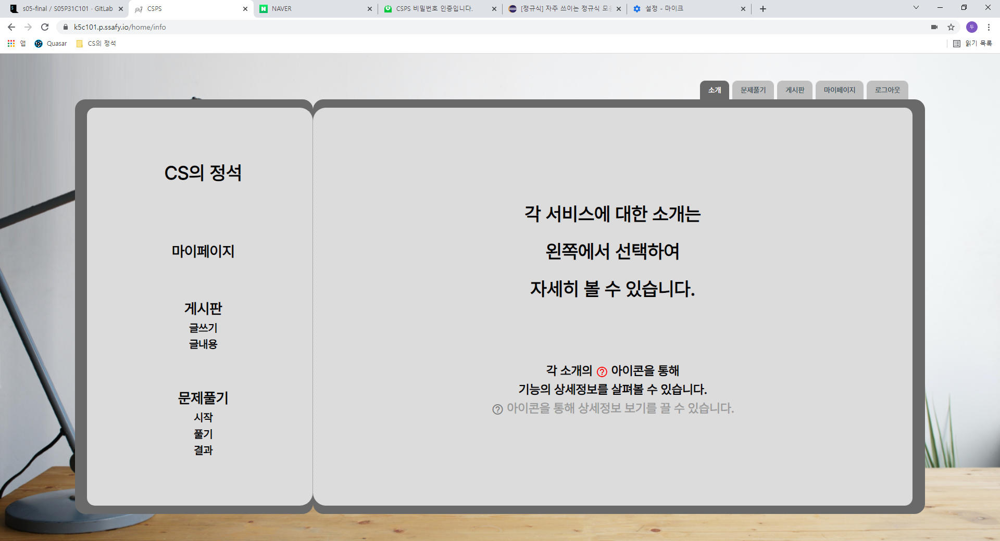 s05-final / S05P31C101 · GitLab
CSPS
NAVER
CSPS 비밀번호 인증입니다.
[정규식] 자주 쓰이는 정규식 모음
설정 - 마이크
k5c101.p.ssafy.io/home/info
두
앱
Quasar
CS의 정석
읽기 목록
소개
문제풀기
게시판
마이페이지
로그아웃
CS의 정석
마이페이지
게시판
글쓰기
글내용
문제풀기
시작
풀기
결과
각 서비스에 대한 소개는
왼쪽에서 선택하여
자세히 볼 수 있습니다.
각 소개의 ? 아이콘을 통해
기능의 상세정보를 살펴볼 수 있습니다.
? 아이콘을 통해 상세정보 보기를 끌 수 있습니다.